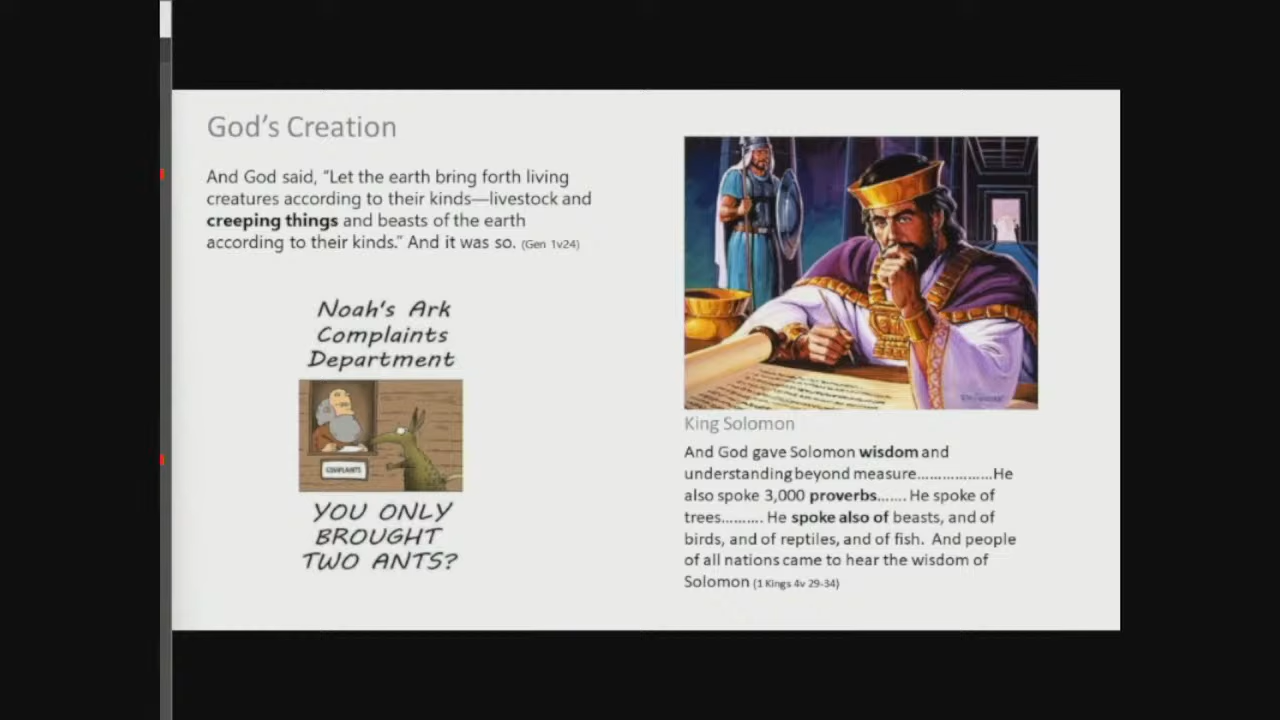 God's Creation
And God said, “Let the earth bring forth living
creatures according to their kinds—livestock and
creeping things and beasts of the earth
according to their kinds.” And it was so. (Gen 1v24)
Noah's Ark
Complaints
Department
COMPLAINTS
YOU ONLY
BROUGHT
TWO ANTS?
King Solomon
And God gave Solomon wisdom and
understanding beyond measure………………He
also spoke 3,000 proverbs……. He spoke of
trees………. He spoke also of beasts, and of
birds, and of reptiles, and of fish. And people
of all nations came to hear the wisdom of
Solomon (1 Kings 4v 29-34)